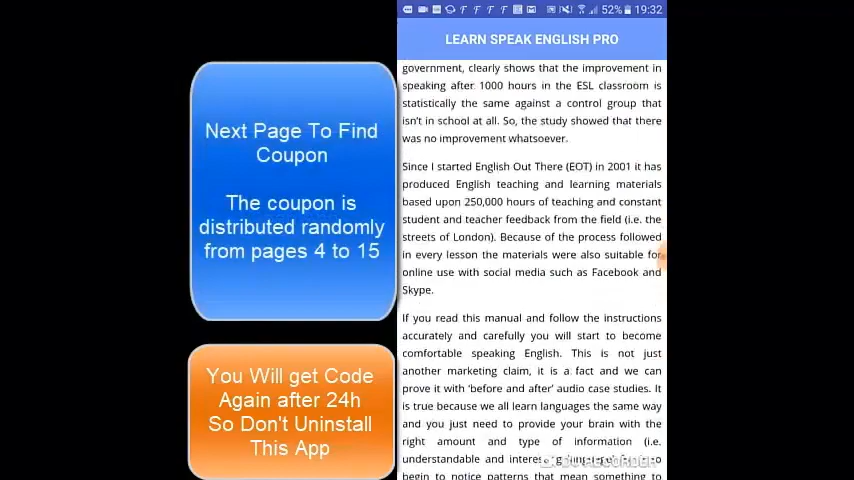 52% 19:32
LEARN SPEAK ENGLISH PRO
Next Page To Find
Coupon
The coupon is
distributed randomly
from pages 4 to 15
You Will get Code
Again after 24h
So Don't Uninstall
This App
government, clearly shows that the improvement in
speaking after 1000 hours in the ESL classroom is
statistically the same against a control group that
isn't in school at all. So, the study showed that there
was no improvement whatsoever.
Since I started English Out There (EOT) in 2001 it has
produced English teaching and learning materials
based upon 250,000 hours of teaching and constant
student and teacher feedback from the field (i.e. the
streets of London). Because of the process followed
in every lesson the materials were also suitable for
online use with social media such as Facebook and
Skype.
If you read this manual and follow the instructions
accurately and carefully you will start to become
comfortable speaking English. This is not just
another marketing claim, it is a fact and we can
prove it with 'before and after' audio case studies. It
is true because we all learn languages the same way
and you just need to provide your brain with the
right amount and type of information (i.e.
understandable and
begin to notice patterns that mean something to